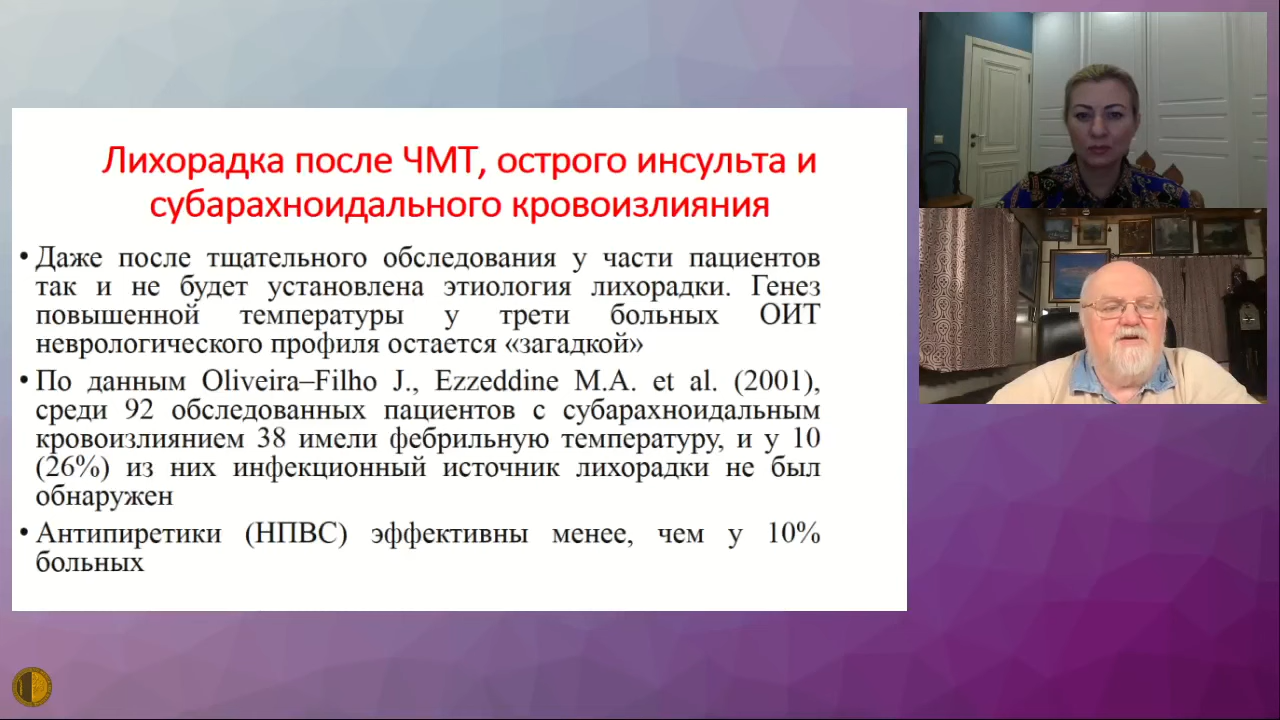 Лихорадка после ЧМТ, острого инсульта и
субарахноидального кровоизлияния
• Даже после тщательного обследования у части пациентов
так и не будет установлена этиология лихорадки. Генез
повышенной температуры у трети больных ОИТ
неврологического профиля остается «загадкой»
• По данным Oliveira–Filho J., Ezzeddine M.A. et al. (2001),
среди 92 обследованных пациентов с субарахноидальным
кровоизлиянием 38 имели фебрильную температуру, и у 10
(26%) из них инфекционный источник лихорадки не был
обнаружен
• Антипиретики (НПВС) эффективны менее, чем у 10%
больных